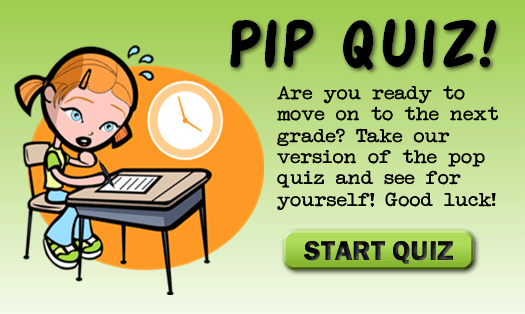 PIP QUIZ!
Are you ready to
move on to the next
grade? Take our
version of the pop
quiz and see for
yourself! Good luck!
START QUIZ